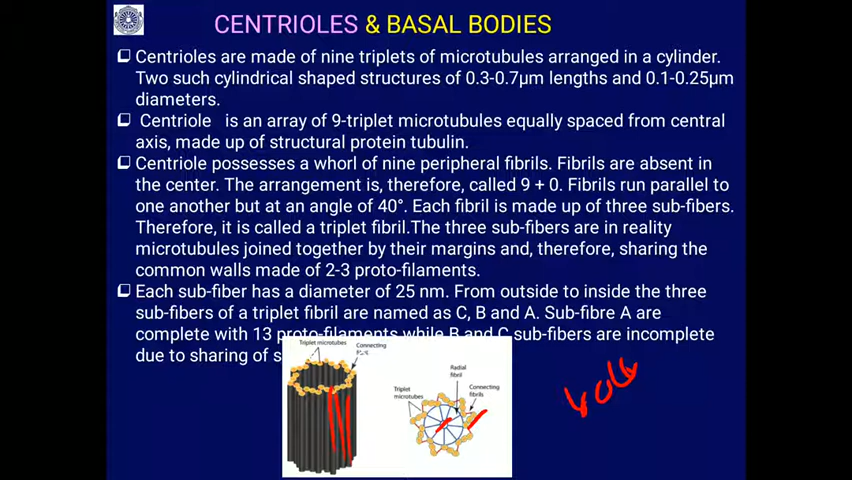 CENTRIOLES & BASAL BODIES
Centrioles are made of nine triplets of microtubules arranged in a cylinder.
Two such cylindrical shaped structures of 0.3-0.7μm lengths and 0.1-0.25μm
diameters.
Centriole is an array of 9-triplet microtubules equally spaced from central
axis, made up of structural protein tubulin.
Centriole possesses a whorl of nine peripheral fibrils. Fibrils are absent in
the center. The arrangement is, therefore, called 9 + 0. Fibrils run parallel to
one another but at an angle of 40°. Each fibril is made up of three sub-fibers.
Therefore, it is called a triplet fibril.The three sub-fibers are in reality
microtubules joined together by their margins and, therefore, sharing the
common walls made of 2-3 proto-filaments.
Each sub-fiber has a diameter of 25 nm. From outside to inside the three
sub-fibers of a triplet fibril are named as C, B and A. Sub-fibre A are
complete with 13 proto-filaments while B and C sub-fibers are incomplete
due to sharing of
Triplet microtubules
Connecting
Radial
fibril
Triplet
microtubules
Connecting
fibrils